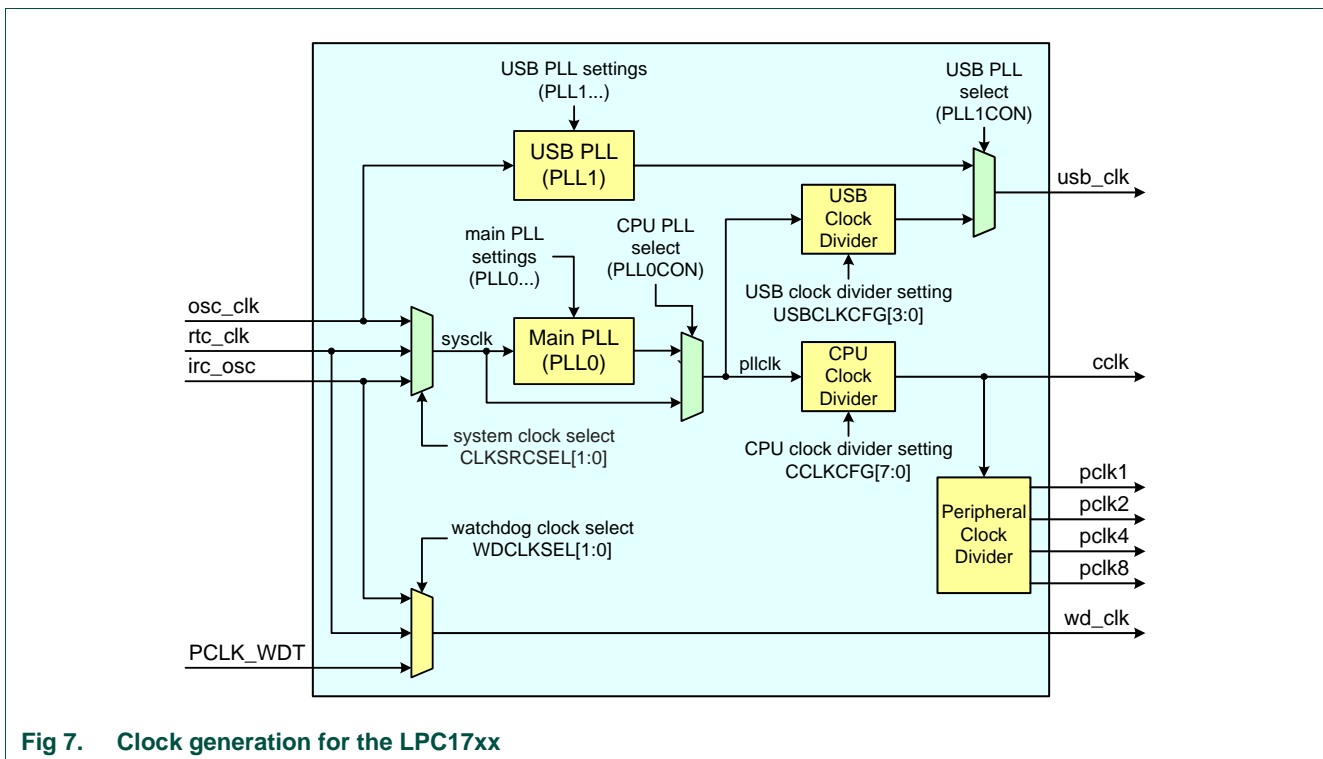 USB PLL settings
(PLL1...)
USB PLL
select
(PLL1CON)
USB PLL
(PLL1)
usb_clk
USB
Clock
Divider
main PLL
settings
(PLL0...)
CPU PLL
select
(PLL0CON)
USB clock divider setting
USBCLKCFG[3:0]
osc_clk
rtc_clk
irc_osc
sysclk
Main PLL
(PLL0)
pllclk
CPU
Clock
Divider
cclk
system clock select
CLKSRCSEL[1:0]
CPU clock divider setting
CCLKCFG[7:0]
Peripheral
Clock
Divider
pclk1
pclk2
pclk4
pclk8
watchdog clock select
WDCLKSEL[1:0]
PCLK_WDT
wd_clk
Fig 7. Clock generation for the LPC17xx